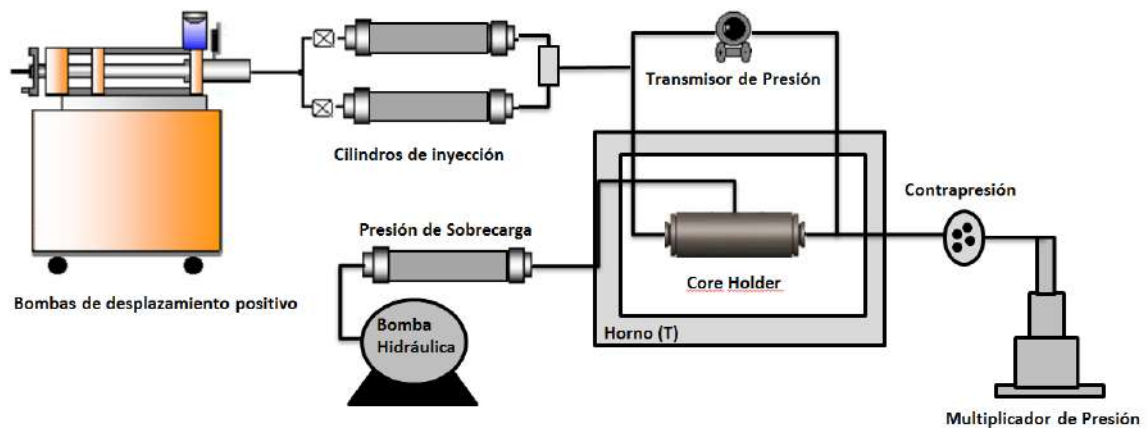 Transmisor de Presión
Cilindros de inyección
Contrapresión
Presión de Sobrecarga
Core Holder
Bombas de desplazamiento positivo
Bomba
Hidráulica
Horno (T)
Multiplicador de Presión